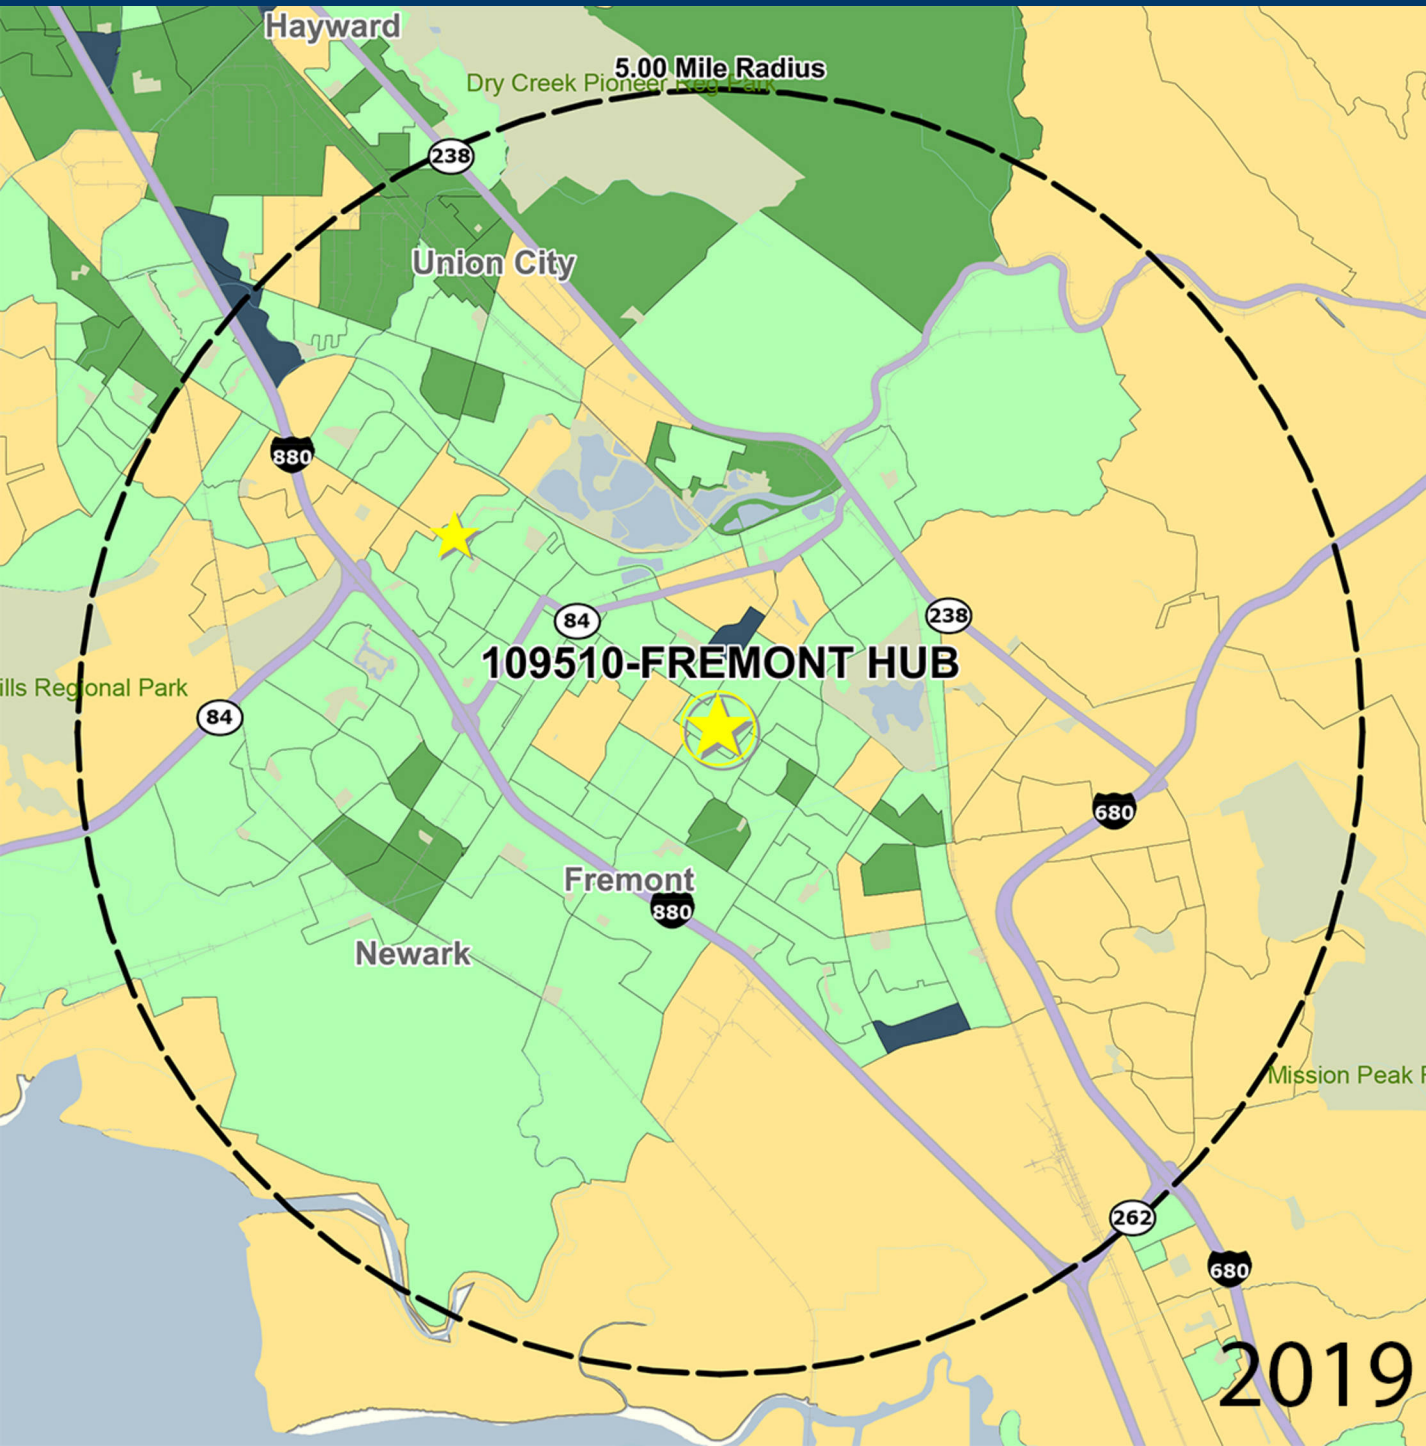 Hayward
5.00 Mile Radius
Dry Creek Pioneer Reg Park
238
Union City
880
84
238
109510-FREMONT HUB
ills Regional Park
84
680
Fremont
880
Newark
Mission Peak
262
680
2019